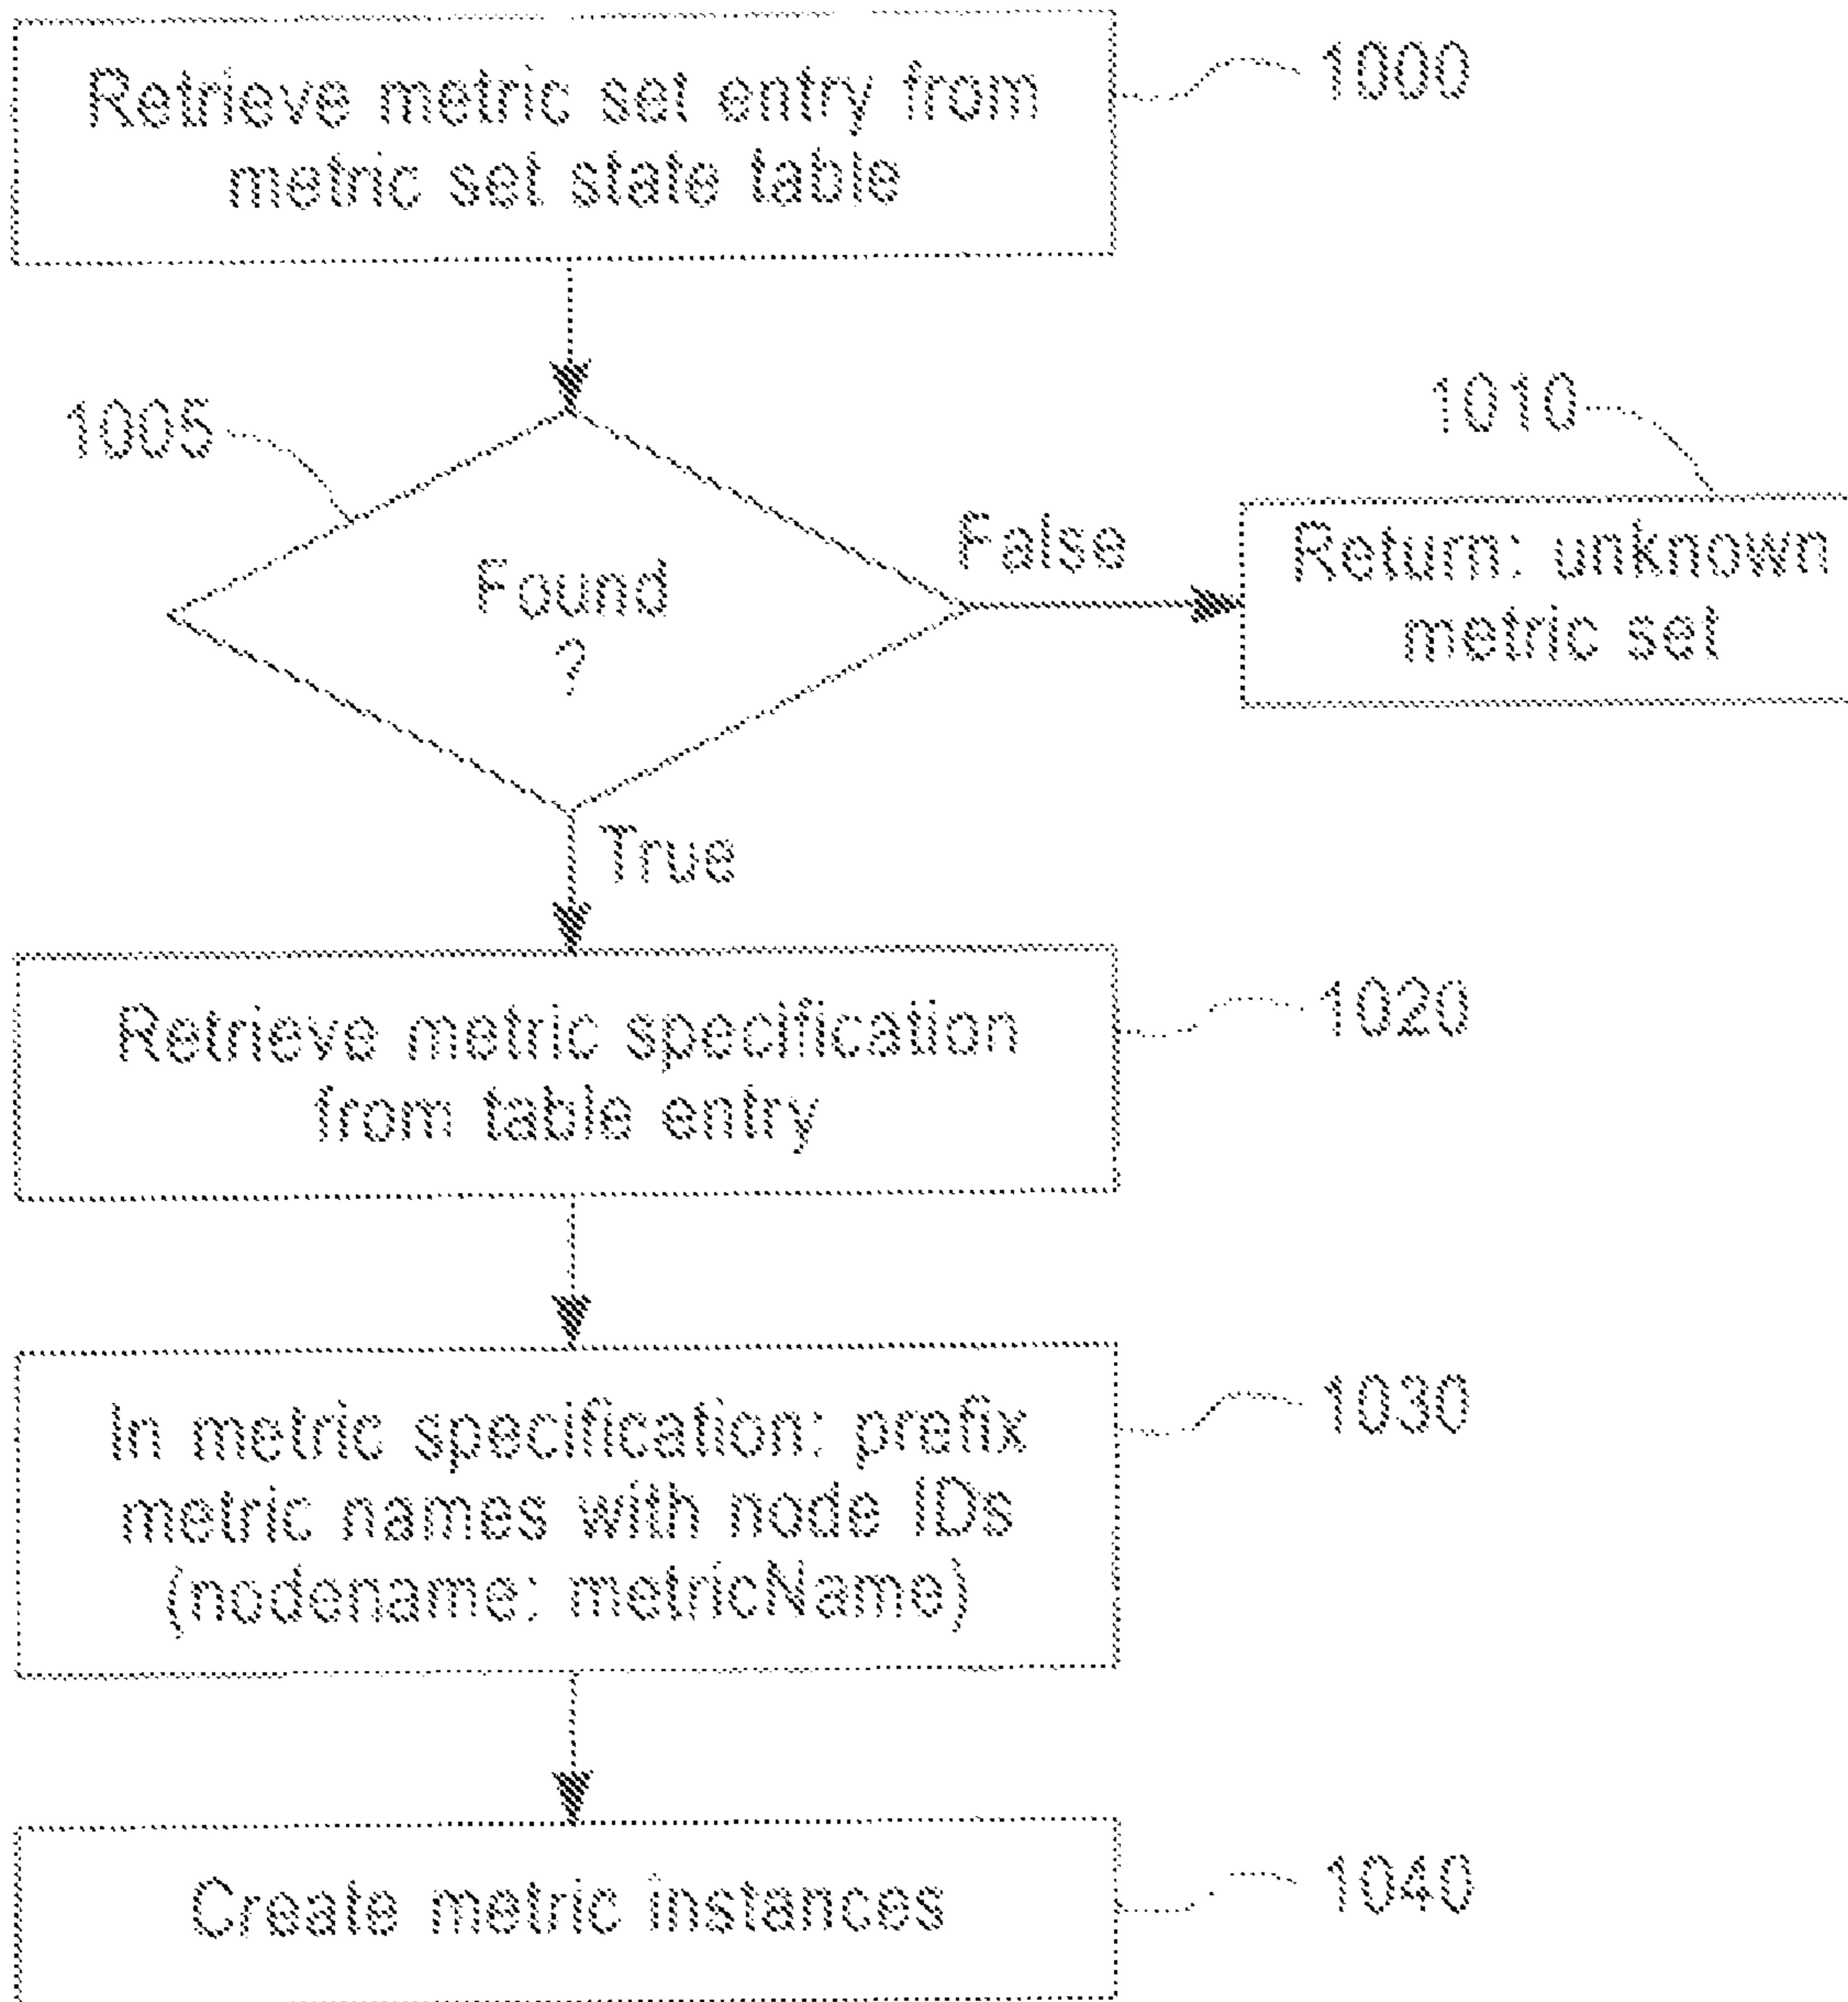 Retrieve metric set entry from
metric set state table
1000
1005
Found
?
False
1010
Return: unknown
metric set
True
Retrieve metric specification
from table entry
1020
In metric specification: prefix
metric names with node IDs
(nodename: metricName)
1030
Create metric instances
1040